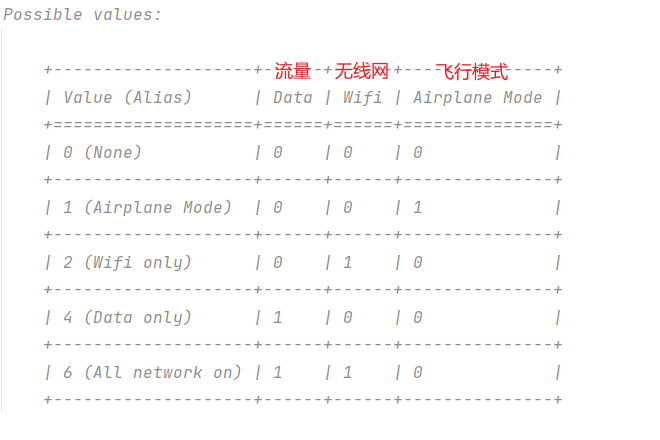 Possible values:
流量 无线网 飞行模式
+--------------------+------+------+---------------+
| Value (Alias)      | Data | Wifi | Airplane Mode |
+====================+======+======+===============+
| 0 (None)           | 0    | 0    | 0             |
+--------------------+------+------+---------------+
| 1 (Airplane Mode)  | 0    | 0    | 1             |
+--------------------+------+------+---------------+
| 2 (Wifi only)      | 0    | 1    | 0             |
+--------------------+------+------+---------------+
| 4 (Data only)      | 1    | 0    | 0             |
+--------------------+------+------+---------------+
| 6 (All network on) | 1    | 1    | 0             |
+--------------------+------+------+---------------+